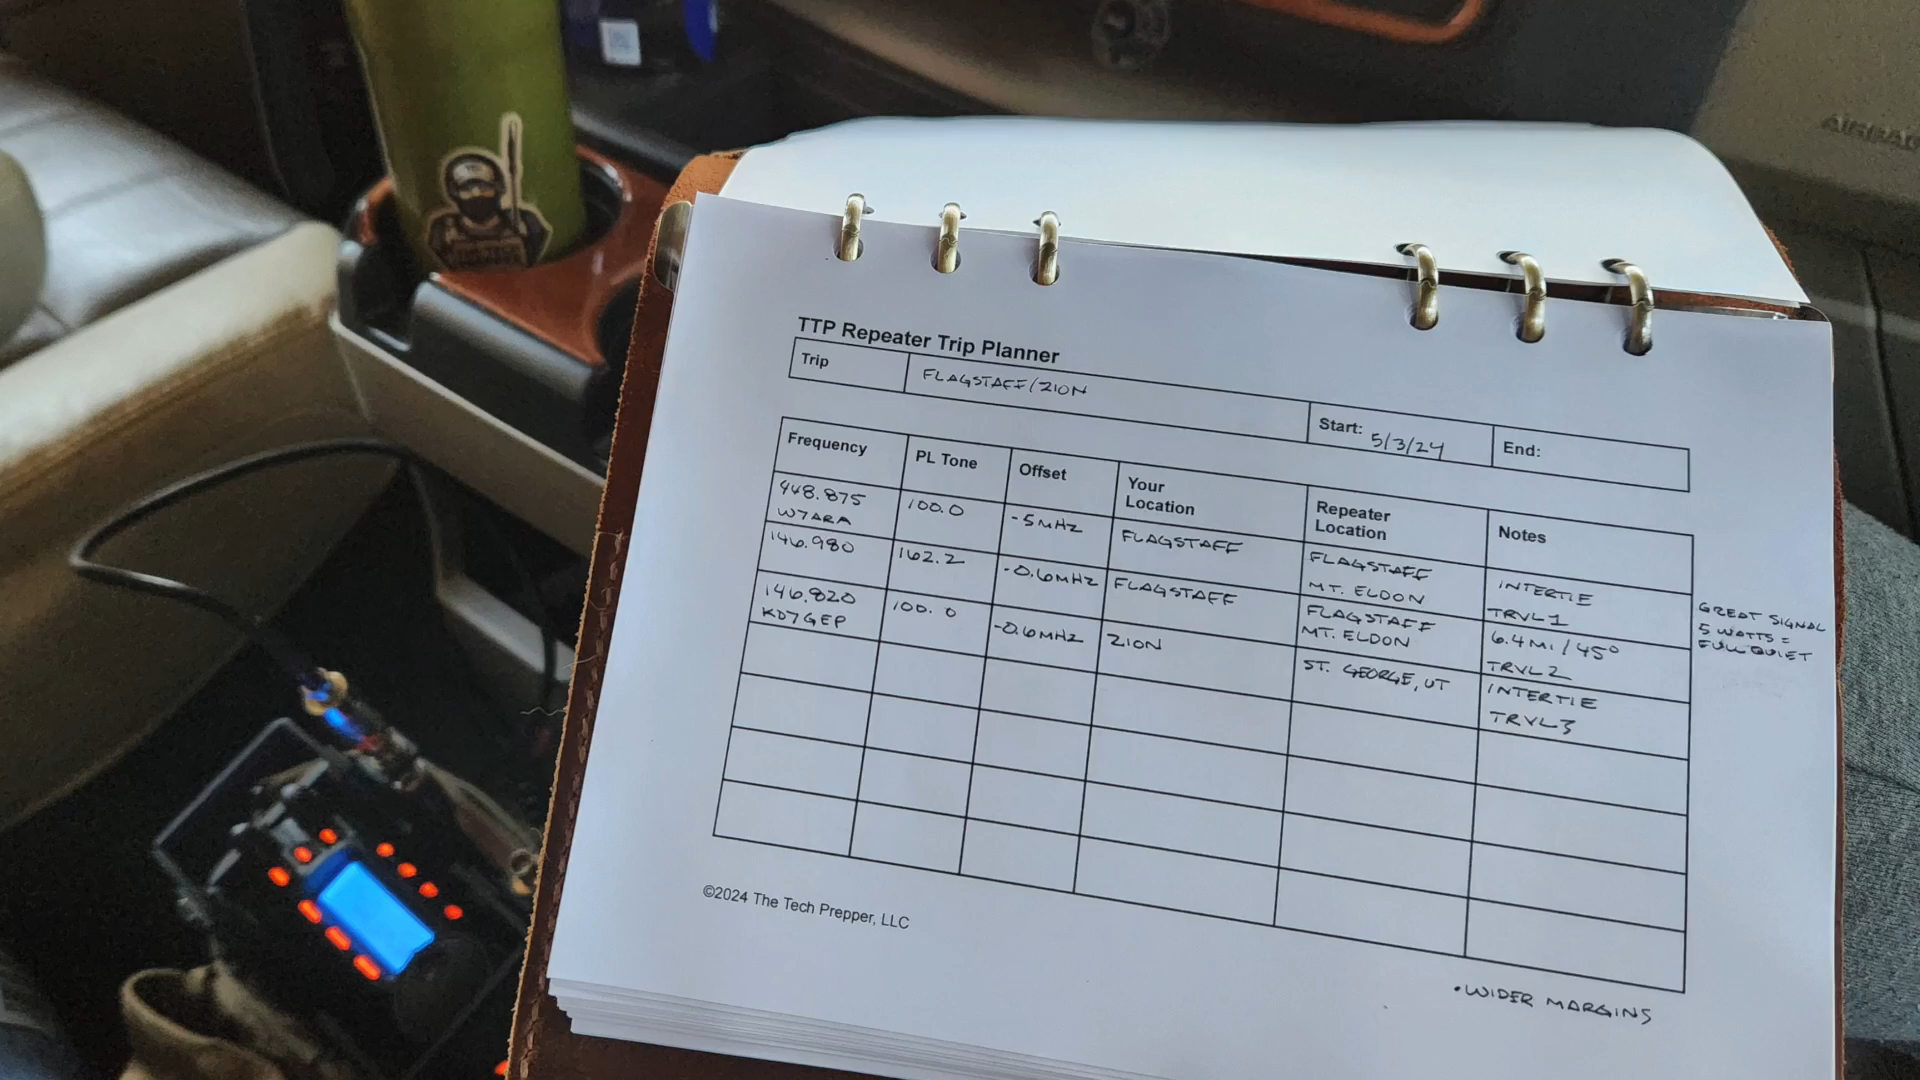 AIRBAG
TTP Repeater Trip Planner
Trip FLAGSTAFF/ZION Start: 5/3/24 End:
Frequency PL Tone Offset Your Location Repeater Location Notes
448.875 W7ARA 100.0 -5MHz FLAGSTAFF FLAGSTAFF MT. ELDON INTERTIE TRVL1
146.980 162.2 -0.6MHz FLAGSTAFF FLAGSTAFF MT. ELDON 6.4MI/45° TRVL2
146.820 KD7GEP 100.0 -0.6MHz ZION ST. GEORGE, UT INTERTIE TRVL3
GREAT SIGNAL
5 WATTS =
FULL QUIET
©2024 The Tech Prepper, LLC
•WIDER MARGINS